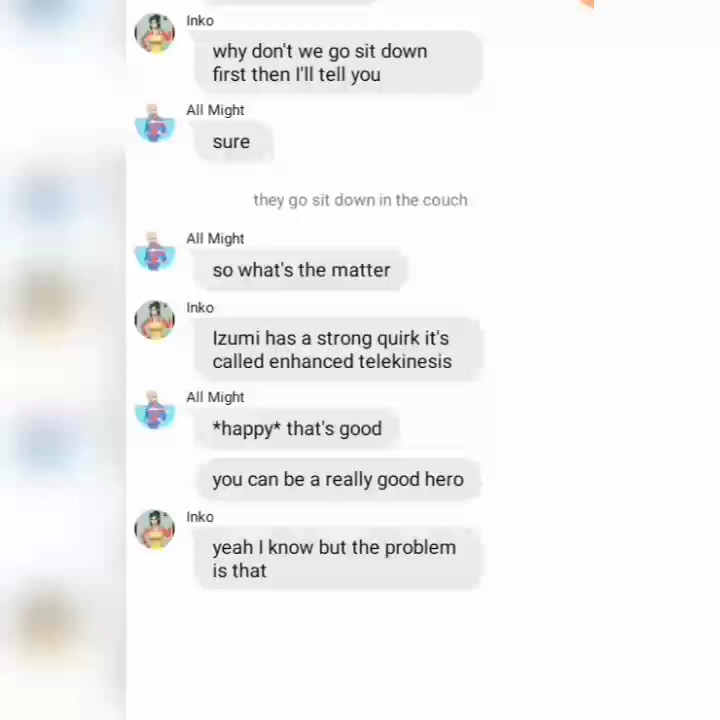 Inko
why don't we go sit down
first then I'll tell you
All Might
sure
they go sit down in the couch
All Might
so what's the matter
Inko
Izumi has a strong quirk it's
called enhanced telekinesis
All Might
*happy* that's good
you can be a really good hero
Inko
yeah I know but the problem
is that